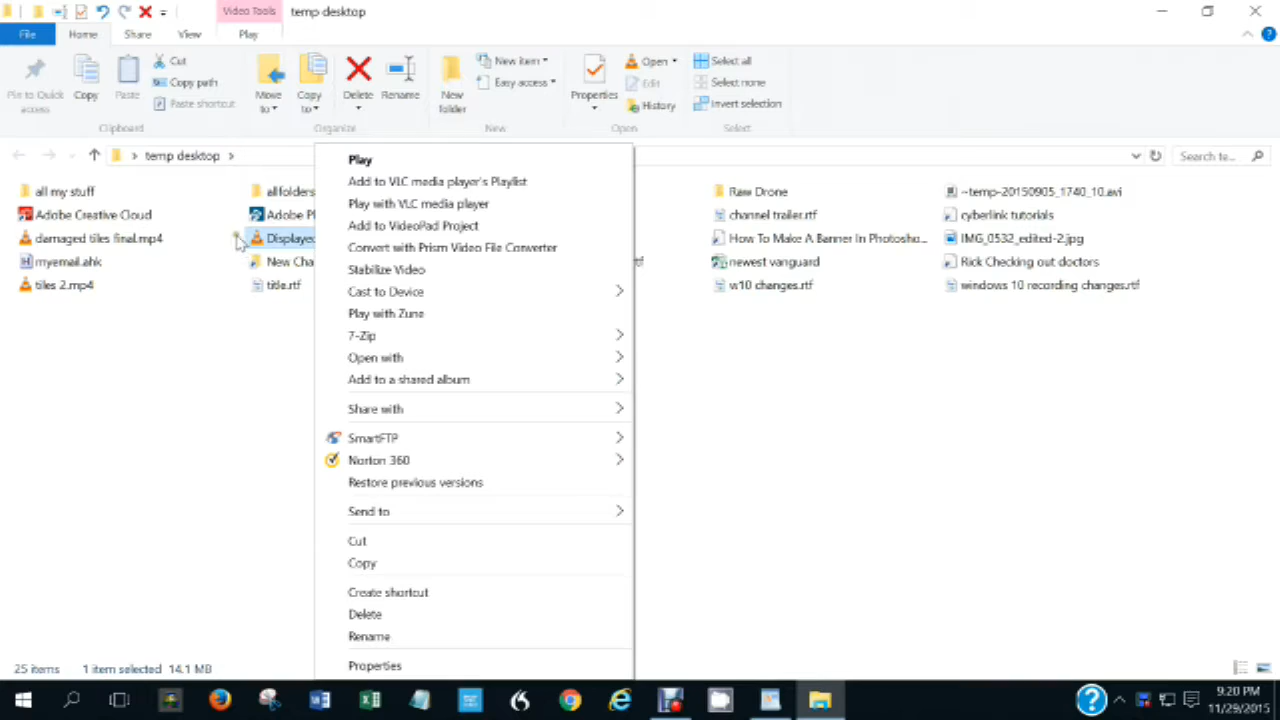 Video Tools temp desktop
File Home Share View Play
Pin to Quick access
Copy
Paste
Cut
Copy path
Paste shortcut
Clipboard
Move to
Copy to
Delete
Rename
Organize
New folder
New item
Easy access
New
Properties
Open
Edit
History
Open
Select all
Select none
Invert selection
Select
temp desktop
Search te...
all my stuff
Adobe Creative Cloud
damaged tiles final.mp4
myemail.ahk
tiles 2.mp4
allfolders
Adobe P
Displayed
New Cha
title.rtf
Play
Add to VLC media player's Playlist
Play with VLC media player
Add to VideoPad Project
Convert with Prism Video File Converter
Stabilize Video
Cast to Device
Play with Zune
7-Zip
Open with
Add to a shared album
Share with
SmartFTP
Norton 360
Restore previous versions
Send to
Cut
Copy
Create shortcut
Delete
Rename
Properties
Raw Drone
channel trailer.rtf
How To Make A Banner In Photosho...
newest vanguard
w10 changes.rtf
~temp-20150905_1740_10.avi
cyberlink tutorials
IMG_0532_edited-2.jpg
Rick Checking out doctors
windows 10 recording changes.rtf
25 items 1 item selected 14.1 MB
9:20 PM
11/29/2015